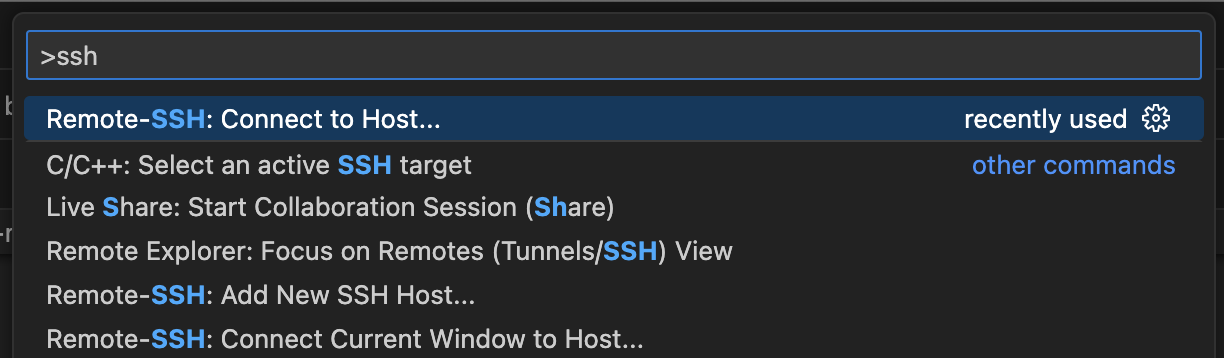 >ssh
Remote-SSH: Connect to Host... recently used
C/C++: Select an active SSH target other commands
Live Share: Start Collaboration Session (Share)
Remote Explorer: Focus on Remotes (Tunnels/SSH) View
Remote-SSH: Add New SSH Host...
Remote-SSH: Connect Current Window to Host...